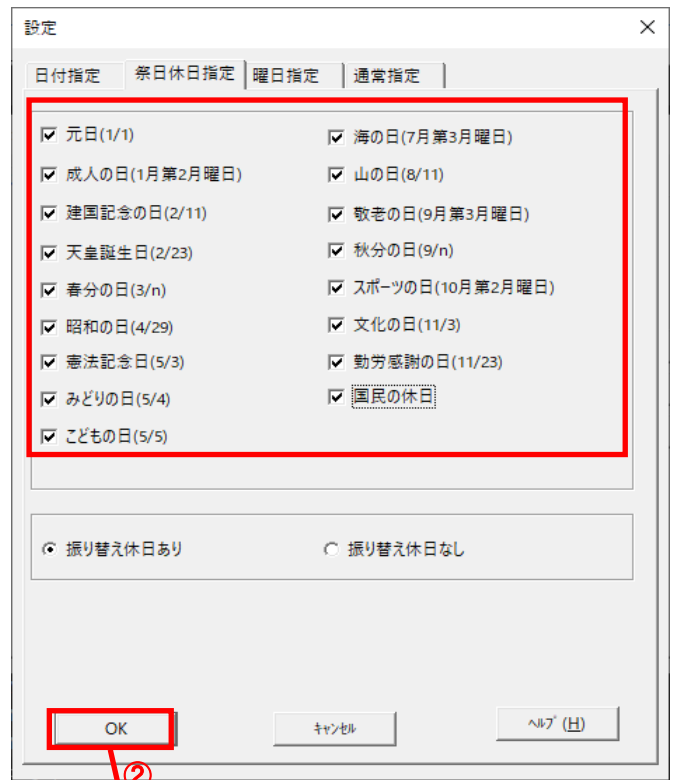 設定
日付指定 祭日休日指定 曜日指定 通常指定
元日(1/1)
成人の日(1月第2月曜日)
建国記念の日(2/11)
天皇誕生日(2/23)
春分の日(3/n)
昭和の日(4/29)
憲法記念日(5/3)
みどりの日(5/4)
こどもの日(5/5)
海の日(7月第3月曜日)
山の日(8/11)
敬老の日(9月第3月曜日)
秋分の日(9/n)
スポーツの日(10月第2月曜日)
文化の日(11/3)
勤労感謝の日(11/23)
国民の休日
振り替え休日あり 振り替え休日なし
OK キャンセル ヘルプ(H)
②